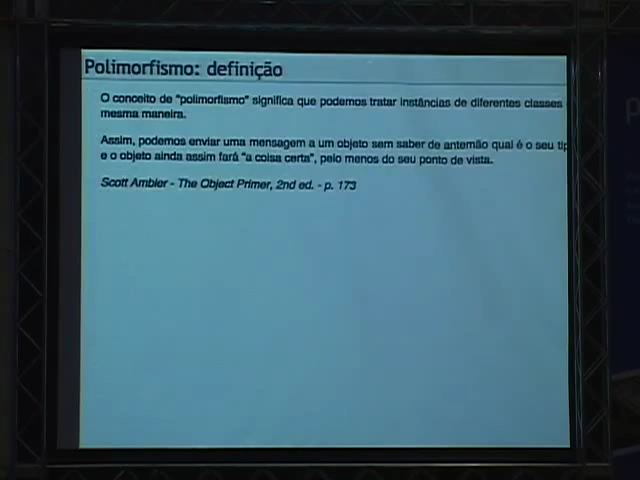 Polimorfismo: definição
O conceito de "polimorfismo" significa que podemos tratar instâncias de diferentes classes
mesma maneira.
Assim, podemos enviar uma mensagem a um objeto sem saber de antemão qual é o seu tip
e o objeto ainda assim fará "a coisa certa", pelo menos do seu ponto de vista.
Scott Ambler - The Object Primer, 2nd ed. - p. 173